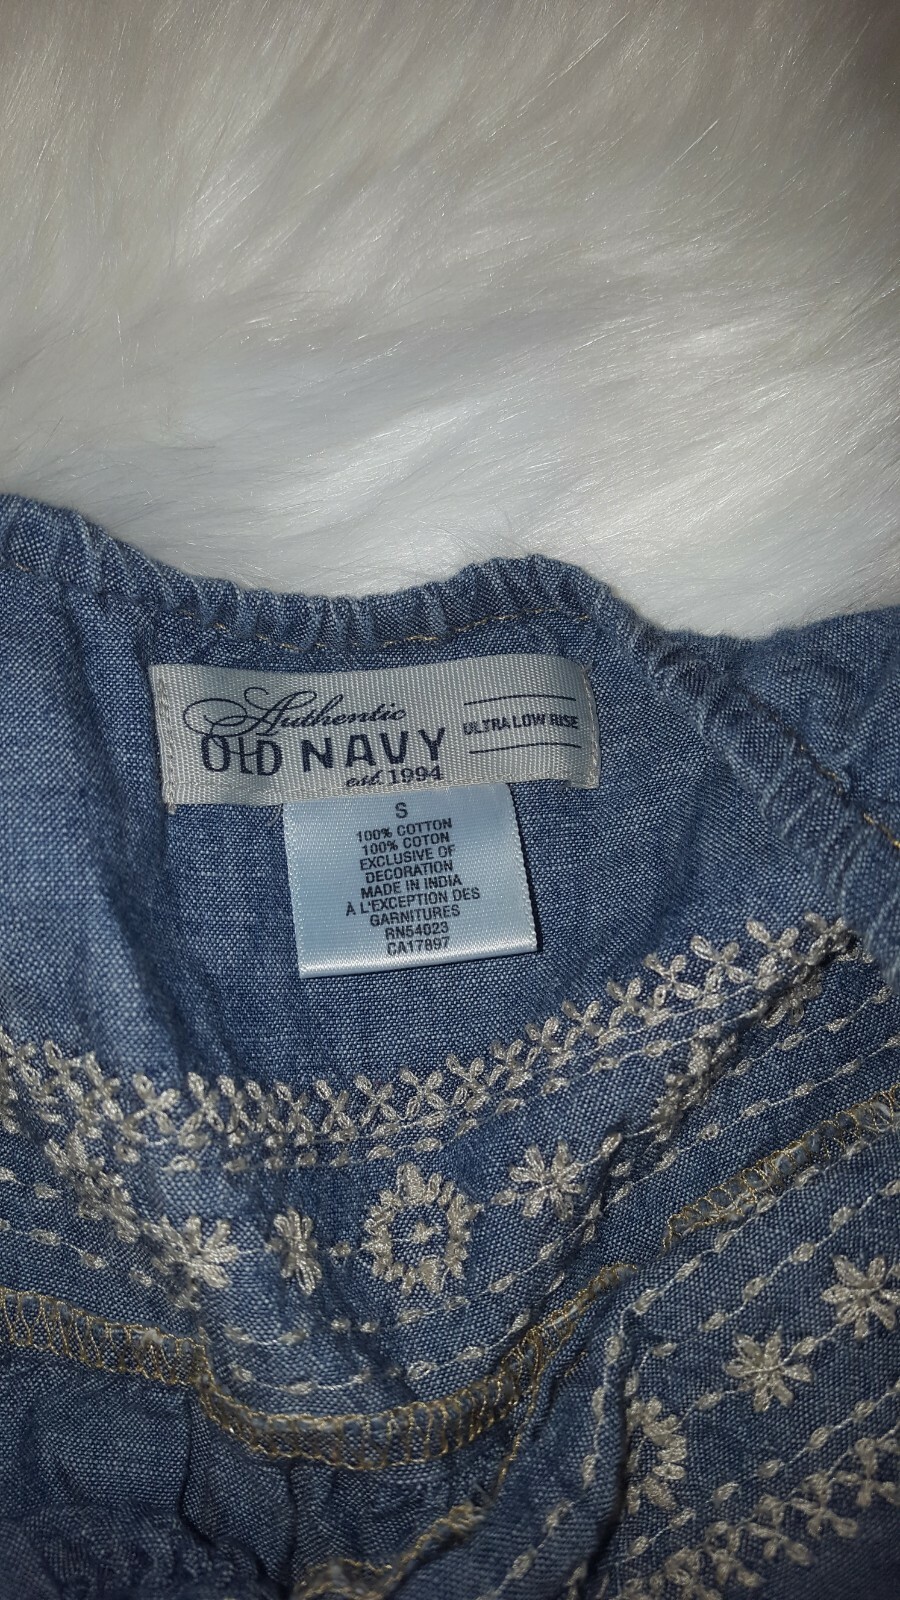 Authentic
OLD NAVY
est. 1994
ULTRA LOW RISE
S
100% COTTON
100% COTON
EXCLUSIVE OF
DECORATION
MADE IN INDIA
À L'EXCEPTION DES
GARNITURES
RN54023
CA17897